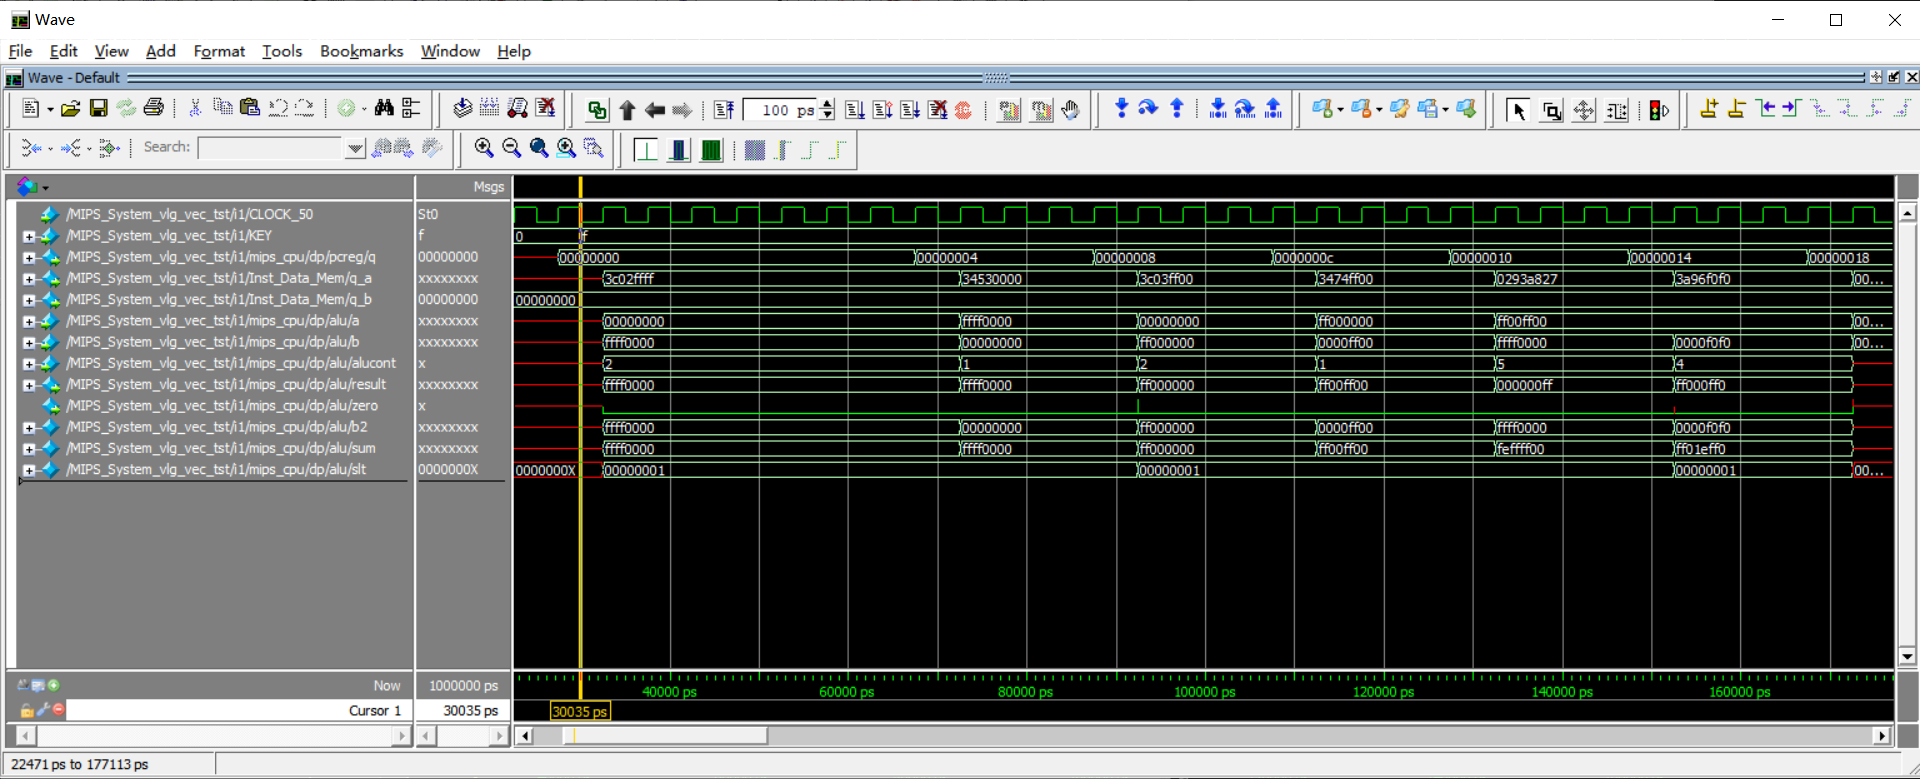 Wave
File Edit View Add Format Tools Bookmarks Window Help
Wave - Default
100 ps
Search:
Msgs
/MIPS_System_vlg_vec_tst/i1/CLOCK_50 St0
/MIPS_System_vlg_vec_tst/i1/KEY f 0 f
/MIPS_System_vlg_vec_tst/i1/mips_cpu/dp/pcreg/q 00000000 00000000 00000004 00000008 0000000c 00000010 00000014 00000018
/MIPS_System_vlg_vec_tst/i1/Inst_Data_Mem/q_a xxxxxxxx 3c02ffff 34530000 3c03ff00 3474ff00 0293a827 3a96f0f0 00...
/MIPS_System_vlg_vec_tst/i1/Inst_Data_Mem/q_b 00000000 00000000
/MIPS_System_vlg_vec_tst/i1/mips_cpu/dp/alu/a xxxxxxxx 00000000 ffff0000 00000000 ff000000 ff00ff00 00...
/MIPS_System_vlg_vec_tst/i1/mips_cpu/dp/alu/b xxxxxxxx ffff0000 00000000 ff000000 0000ff00 ffff0000 0000f0f0 00...
/MIPS_System_vlg_vec_tst/i1/mips_cpu/dp/alu/alucont x 2 1 2 1 5 4
/MIPS_System_vlg_vec_tst/i1/mips_cpu/dp/alu/result xxxxxxxx ffff0000 ffff0000 ff000000 ff00ff00 000000ff ff000ff0
/MIPS_System_vlg_vec_tst/i1/mips_cpu/dp/alu/zero x
/MIPS_System_vlg_vec_tst/i1/mips_cpu/dp/alu/b2 xxxxxxxx ffff0000 00000000 ff000000 0000ff00 ffff0000 0000f0f0
/MIPS_System_vlg_vec_tst/i1/mips_cpu/dp/alu/sum xxxxxxxx ffff0000 ffff0000 ff000000 ff00ff00 feffff00 ff01eff0
/MIPS_System_vlg_vec_tst/i1/mips_cpu/dp/alu/slt 0000000X 0000000X 00000001 00000001 00000001 00...
Now 1000000 ps 40000 ps 60000 ps 80000 ps 100000 ps 120000 ps 140000 ps 160000 ps
Cursor 1 30035 ps 30035 ps
22471 ps to 177113 ps